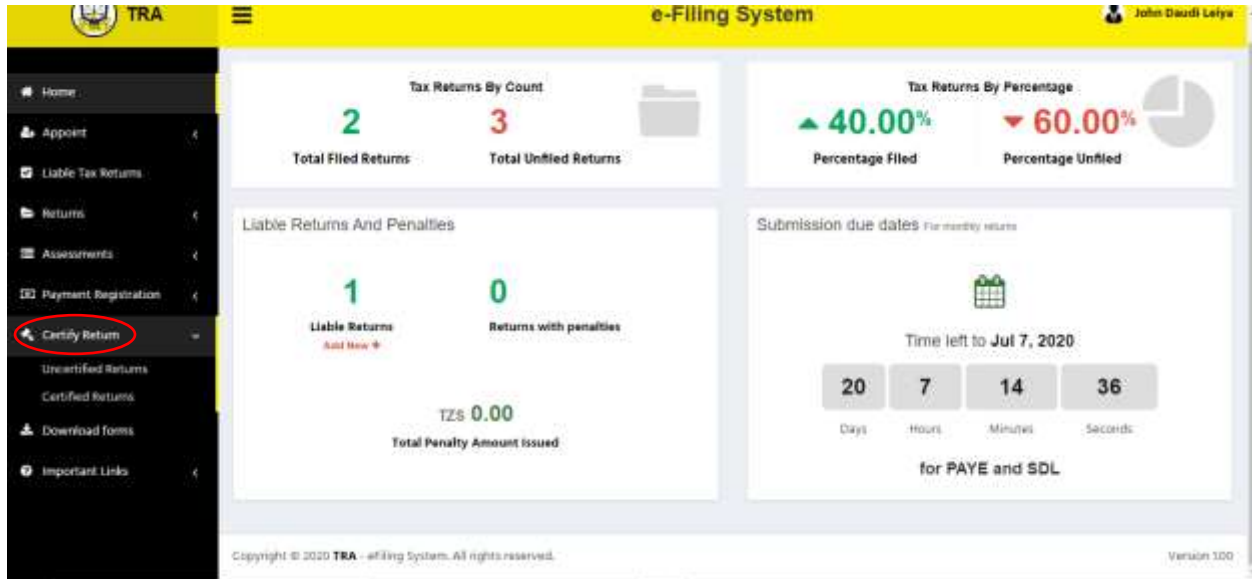 TRA
e-Filing System
John Daudi Leiya
Home
Appoint
Liable Tax Returns
Returns
Assessments
Payment Registration
Certify Return
Uncertified Returns
Certified Returns
Download forms
Important Links
Tax Returns By Count
2 3
Total Filed Returns Total Unfiled Returns
Tax Returns By Percentage
40.00% 60.00%
Percentage Filed Percentage Unfiled
Liable Returns And Penalties
1 0
Liable Returns Returns with penalties
Add New +
TZS 0.00
Total Penalty Amount Issued
Submission due dates For monthly returns
Time left to Jul 7, 2020
20 7 14 36
Days Hours Minutes Seconds
for PAYE and SDL
Copyright © 2020 TRA - eFiling System. All rights reserved.
Version 1.00